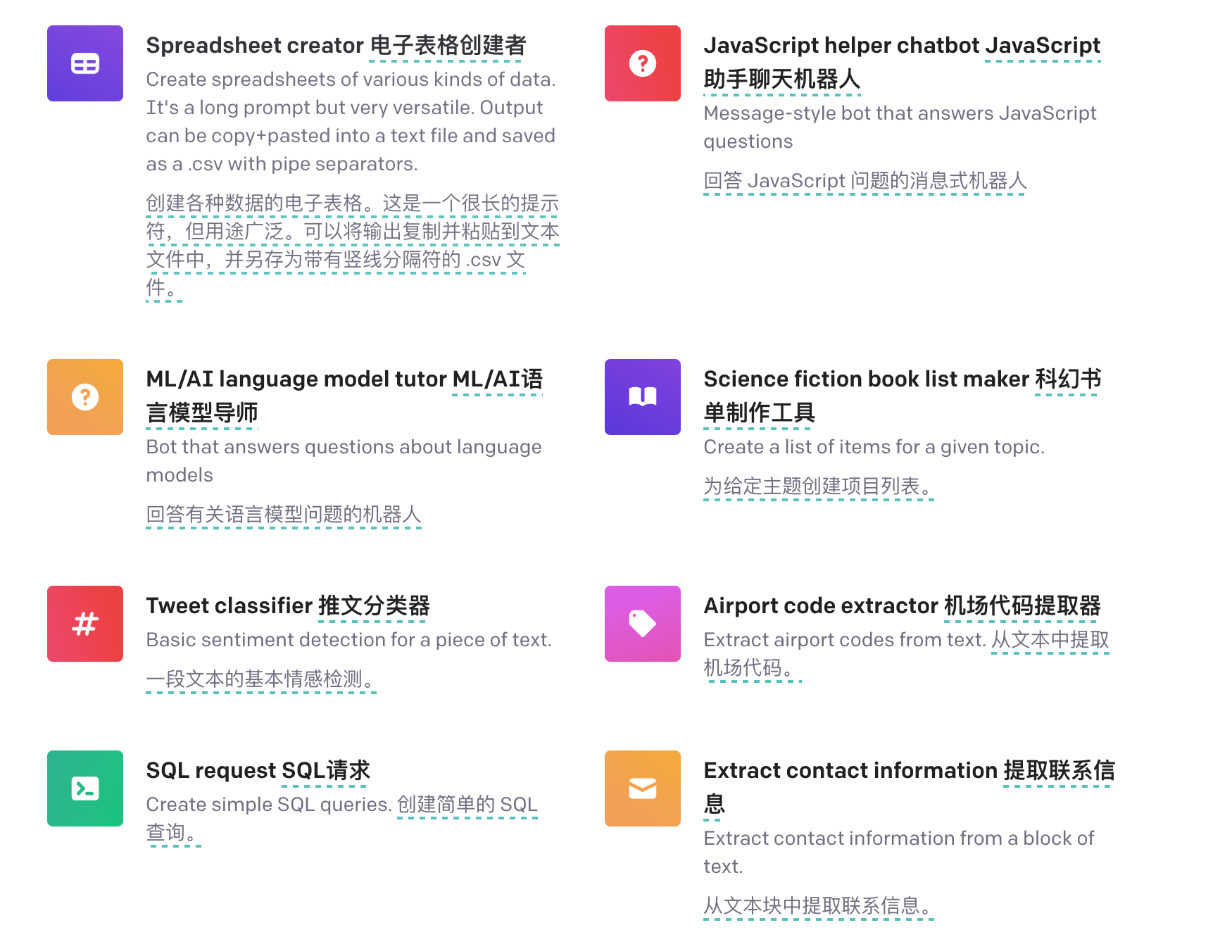 Spreadsheet creator 电子表格创建者
Create spreadsheets of various kinds of data.
It's a long prompt but very versatile. Output
can be copy+pasted into a text file and saved
as a .csv with pipe separators.
创建各种数据的电子表格。这是一个很长的提示
符，但用途广泛。可以将输出复制并粘贴到文本
文件中，并另存为带有竖线分隔符的 .csv 文
件。
JavaScript helper chatbot JavaScript
助手聊天机器人
Message-style bot that answers JavaScript
questions
回答 JavaScript 问题的消息式机器人
ML/AI language model tutor ML/AI语
言模型导师
Bot that answers questions about language
models
回答有关语言模型问题的机器人
Science fiction book list maker 科幻书
单制作工具
Create a list of items for a given topic.
为给定主题创建项目列表。
Tweet classifier 推文分类器
Basic sentiment detection for a piece of text.
一段文本的基本情感检测。
Airport code extractor 机场代码提取器
Extract airport codes from text. 从文本中提取
机场代码。
SQL request SQL请求
Create simple SQL queries. 创建简单的 SQL
查询。
Extract contact information 提取联系信
息
Extract contact information from a block of
text.
从文本块中提取联系信息。